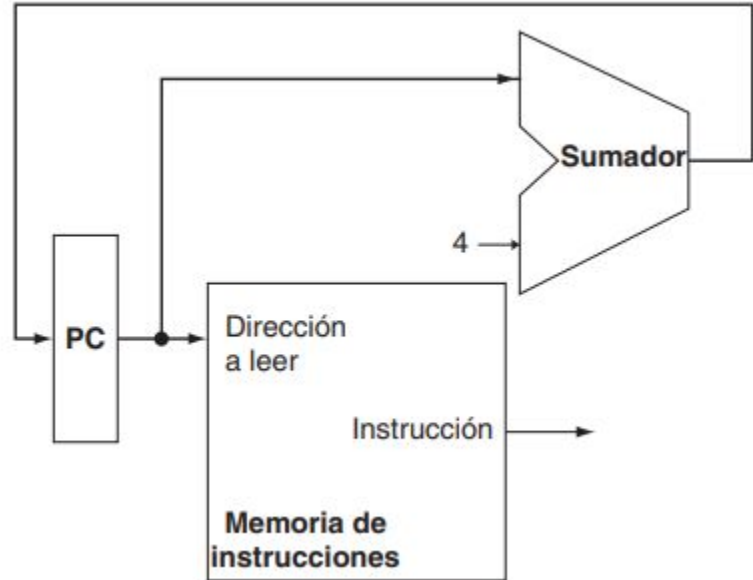 Sumador
4
PC
Dirección
a leer
Instrucción
Memoria de
instrucciones